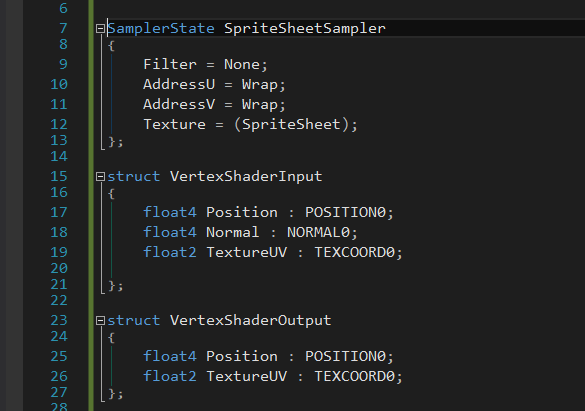 6
7 SamplerState SpriteSheetSampler
8 {
9 Filter = None;
10 AddressU = Wrap;
11 AddressV = Wrap;
12 Texture = (SpriteSheet);
13 };
14
15 struct VertexShaderInput
16 {
17 float4 Position : POSITION0;
18 float4 Normal : NORMAL0;
19 float2 TextureUV : TEXCOORD0;
20
21 };
22
23 struct VertexShaderOutput
24 {
25 float4 Position : POSITION0;
26 float2 TextureUV : TEXCOORD0;
27 };
28